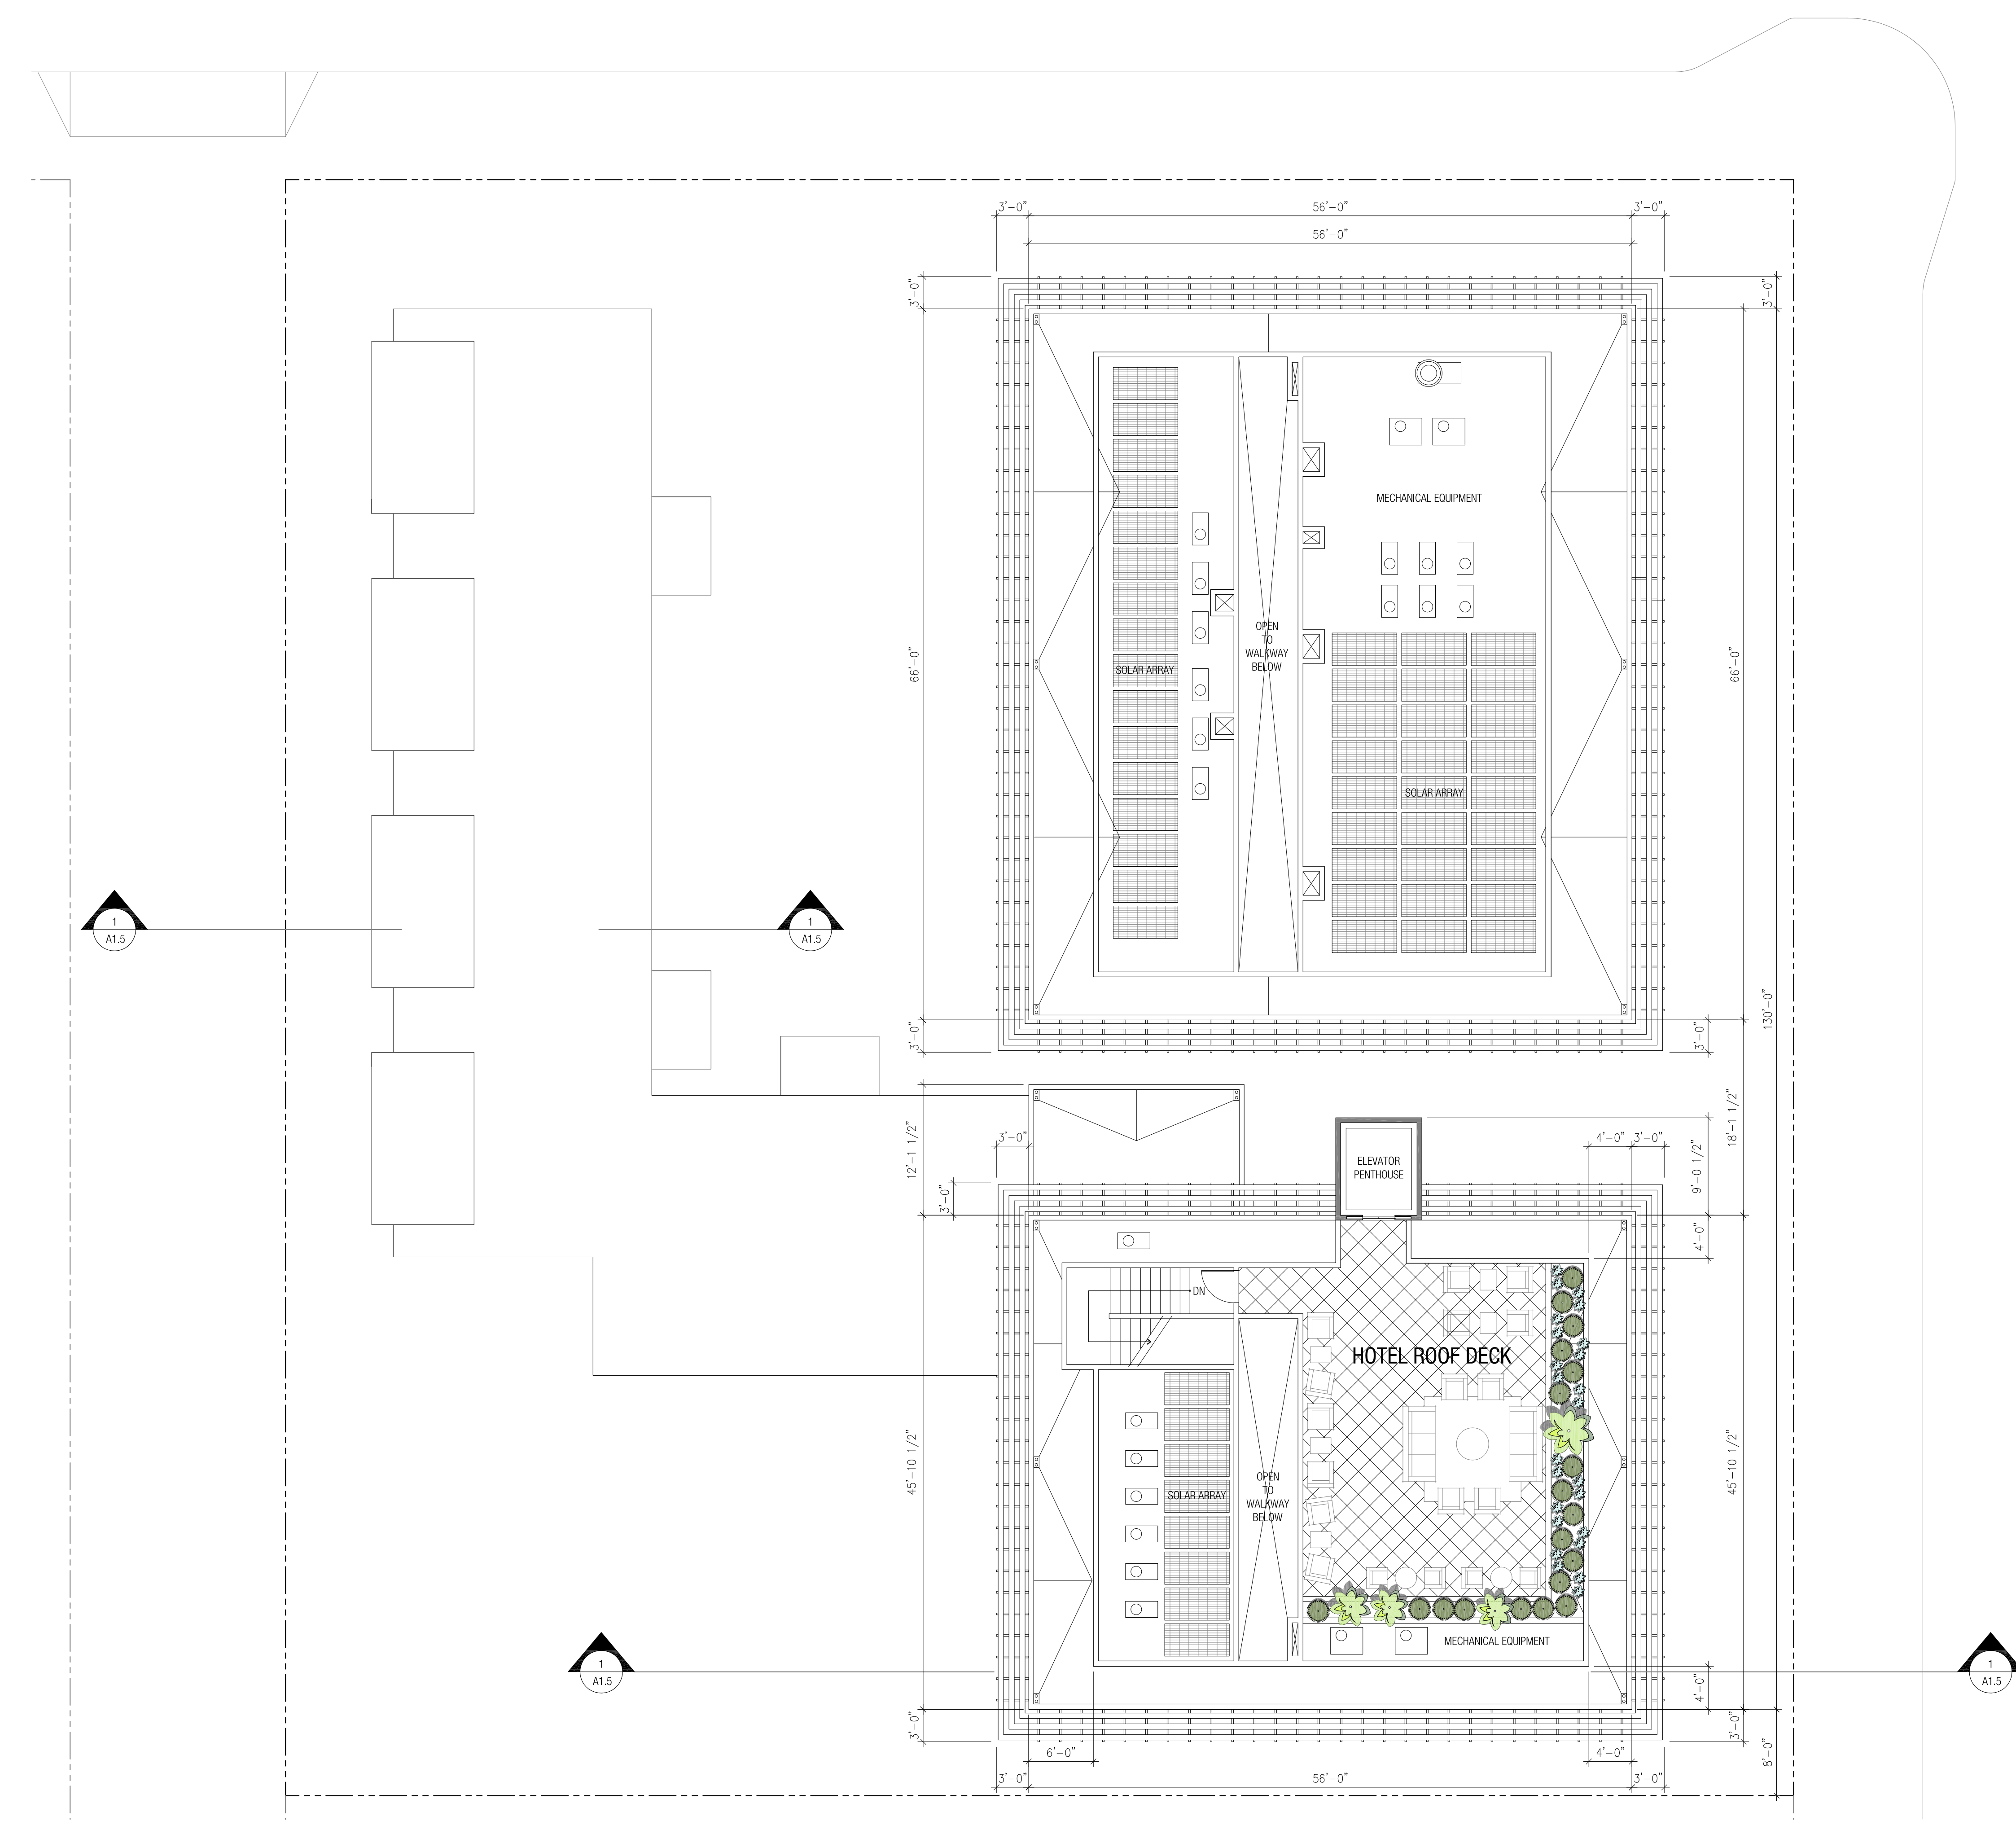 3'-0" 56'-0" 3'-0"
56'-0"
3'-0" 3'-0"
MECHANICAL EQUIPMENT
OPEN
TO
WALKWAY
BELOW
66'-0" SOLAR ARRAY 66'-0"
SOLAR ARRAY
1
A1.5
1
A1.5
130'-0"
3'-0" 3'-0"
12'-1 1/2" 18'-1 1/2"
3'-0" 4'-0" 3'-0"
ELEVATOR
PENTHOUSE
9'-0 1/2"
3'-0"
4'-0"
DN
HOTEL ROOF DECK
45'-10 1/2" 45'-10 1/2"
OPEN
TO
WALKWAY
BELOW
SOLAR ARRAY
MECHANICAL EQUIPMENT
1
A1.5
1
A1.5
4'-0"
3'-0" 3'-0"
6'-0" 4'-0"
8'-0"
3'-0" 56'-0" 3'-0"